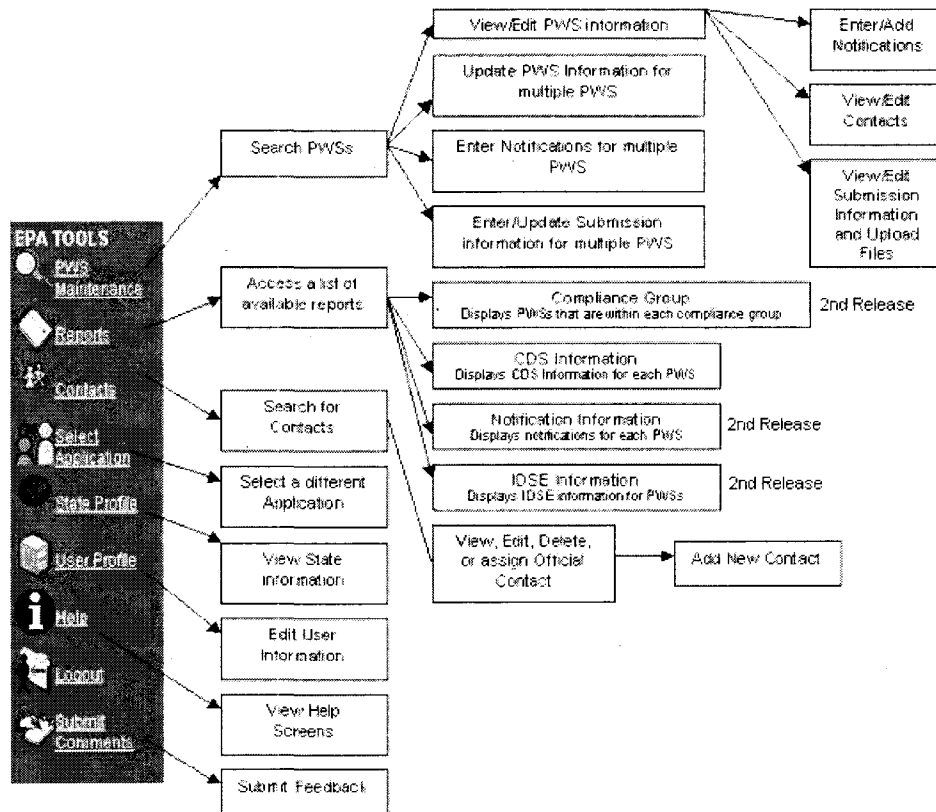 View/Edit PWS information
Enter/Add
Notifications
Update PWS Information for
multiple PWS
View/Edit
Contacts
Search PWSs
Enter Notifications for multiple
PWS
View/Edit
Submission
Information
and Upload
Files
Enter/Update Submission
information for multiple PWS
EPA TOOLS
PWS
Maintenance
Reports
Contacts
Select
Application
State Profile
User Profile
Help
Logout
Submit
Comments
Access a list of
available reports
Compliance Group
Displays PWSs that are within each compliance group
2nd Release
CDS Information
Displays CDS Information for each PWS
Search for
Contacts
Notification Information
Displays notifications for each PWS
2nd Release
Select a different
Application
IDSE Information
Displays IDSE information for PWSs
2nd Release
View State
information
View, Edit, Delete,
or assign Official
Contact
Add New Contact
Edit User
Information
View Help
Screens
Submit Feedback